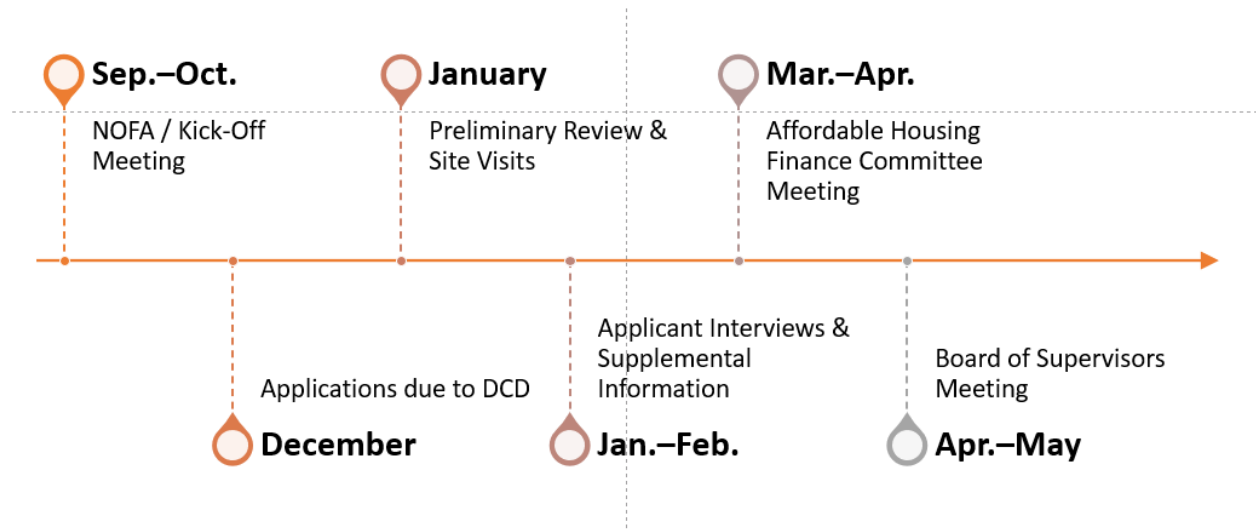 Sep.–Oct.
NOFA / Kick-Off
Meeting
Applications due to DCD
December
January
Preliminary Review &
Site Visits
Applicant Interviews &
Supplemental
Information
Jan.–Feb.
Mar.–Apr.
Affordable Housing
Finance Committee
Meeting
Board of Supervisors
Meeting
Apr.–May